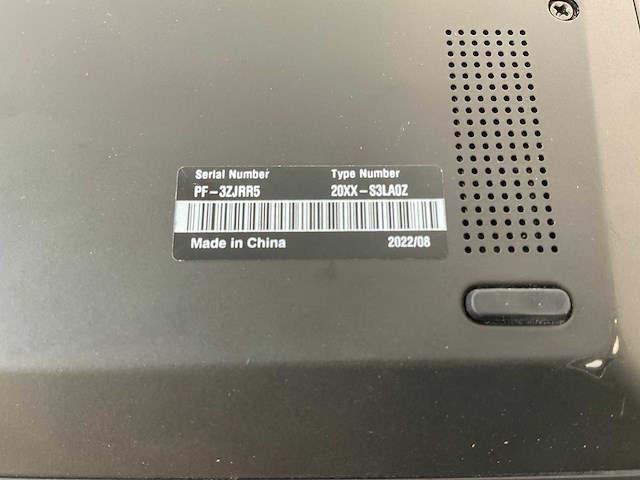 Serial Number Type Number
PF-3ZJRR5 20XX-S3LA0Z
Made in China 2022/08